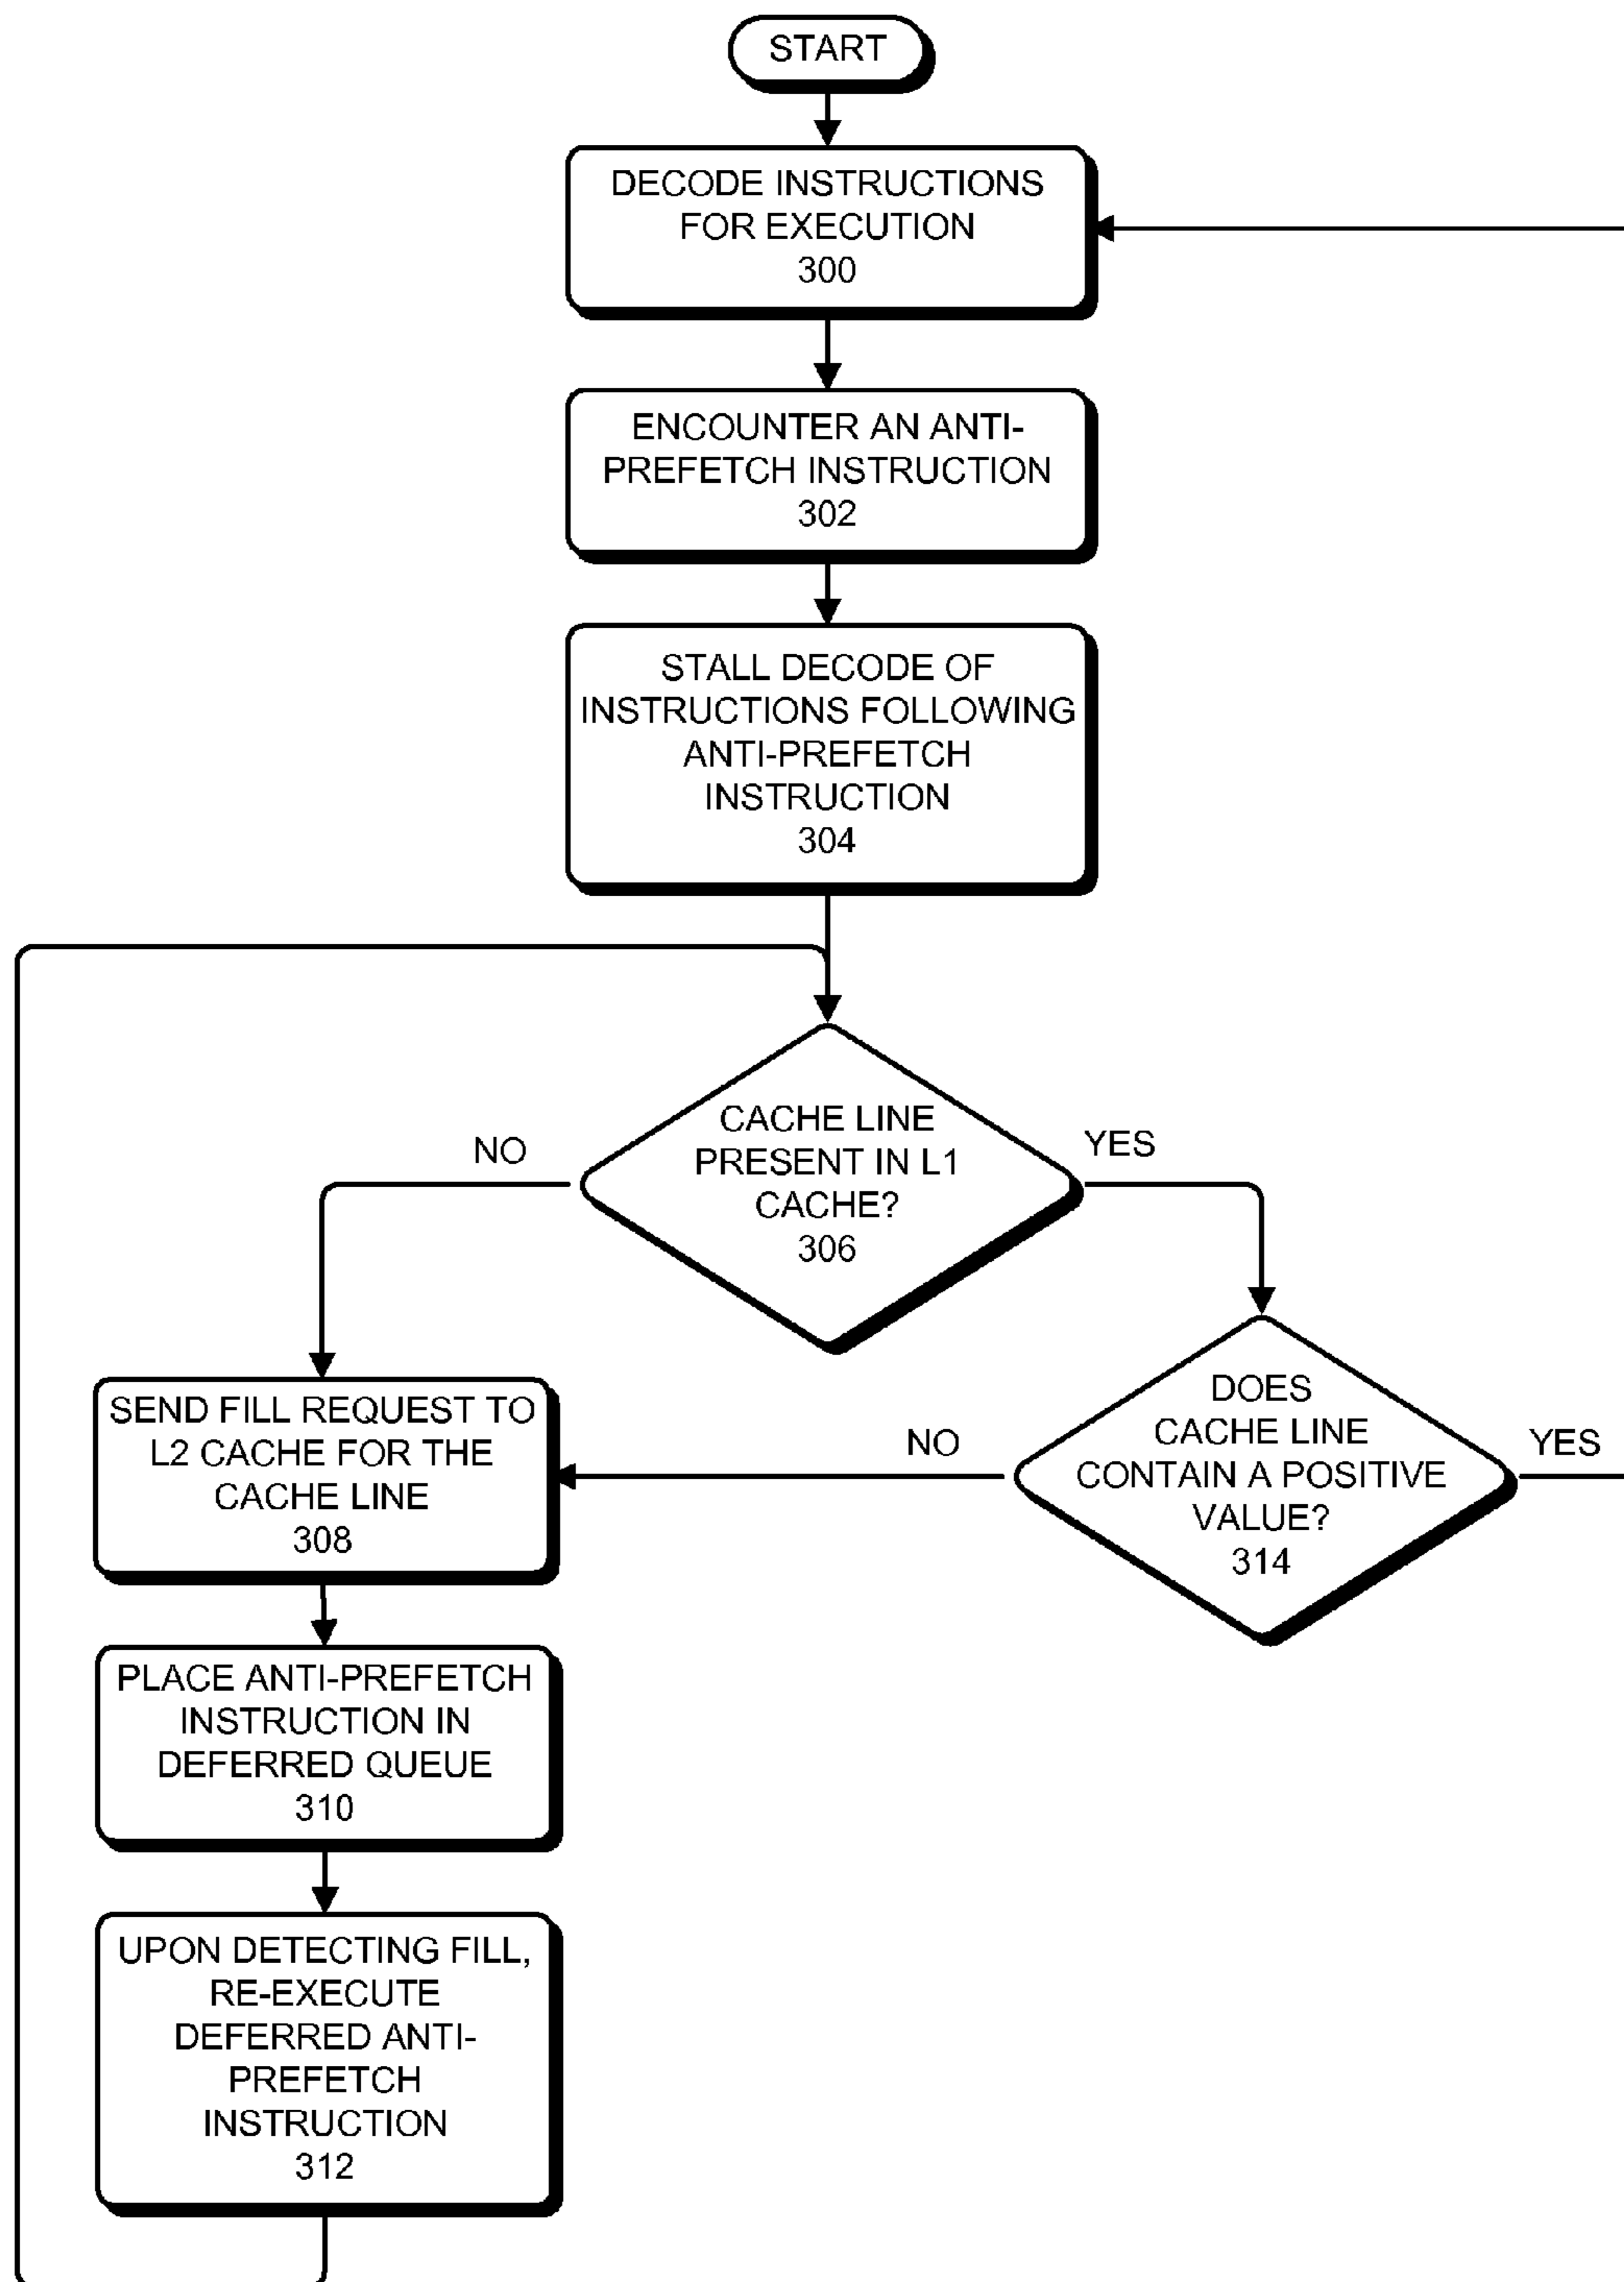 START
DECODE INSTRUCTIONS
FOR EXECUTION
300
ENCOUNTER AN ANTI-
PREFETCH INSTRUCTION
302
STALL DECODE OF
INSTRUCTIONS FOLLOWING
ANTI-PREFETCH
INSTRUCTION
304
CACHE LINE
PRESENT IN L1
CACHE?
306
NO
YES
SEND FILL REQUEST TO
L2 CACHE FOR THE
CACHE LINE
308
DOES
CACHE LINE
CONTAIN A POSITIVE
VALUE?
314
NO
YES
PLACE ANTI-PREFETCH
INSTRUCTION IN
DEFERRED QUEUE
310
UPON DETECTING FILL,
RE-EXECUTE
DEFERRED ANTI-
PREFETCH
INSTRUCTION
312